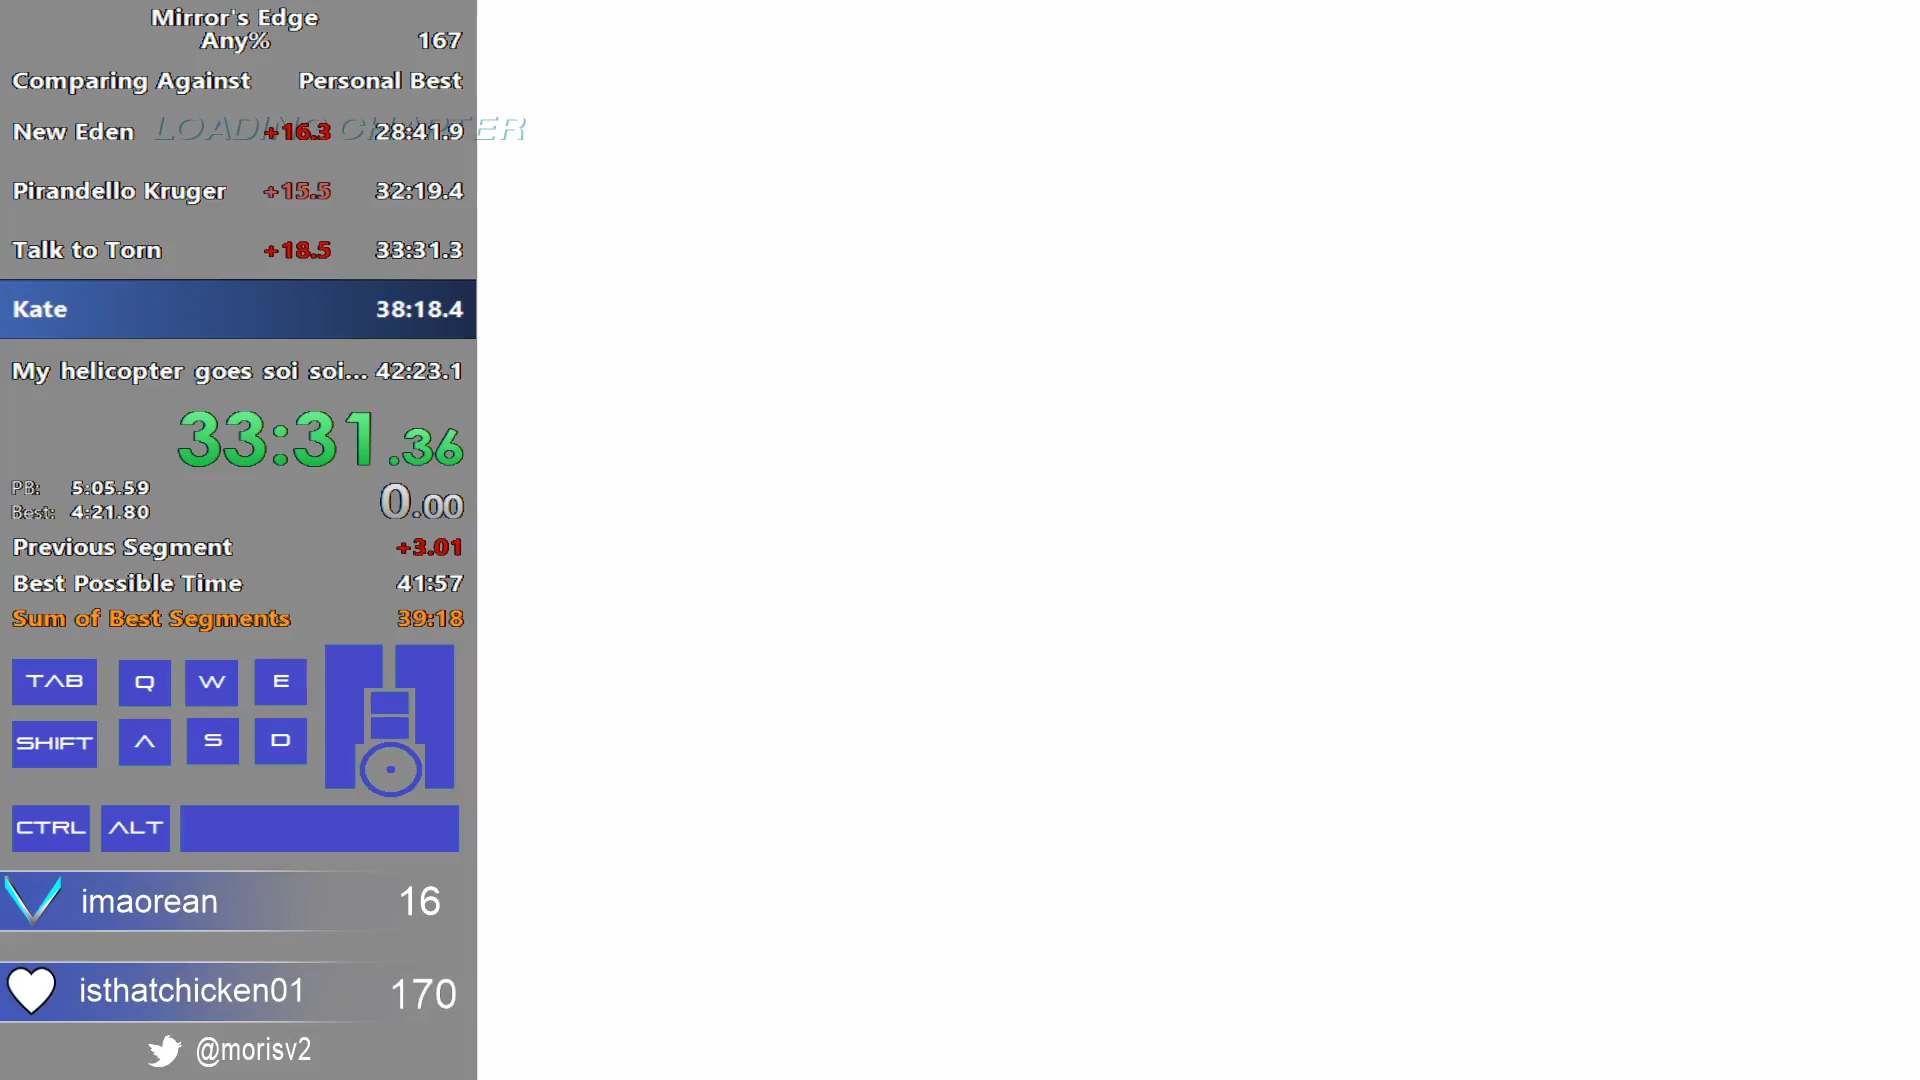 Mirror's Edge
Any% 167
Comparing Against Personal Best
LOADING CHAPTER
New Eden +16.3 28:41.9
Pirandello Kruger +15.5 32:19.4
Talk to Torn +18.5 33:31.3
Kate 38:18.4
My helicopter goes soi soi... 42:23.1
33:31.36
PB: 5:05.59 0.00
Best: 4:21.80
Previous Segment +3.01
Best Possible Time 41:57
Sum of Best Segments 39:18
TAB Q W E
SHIFT A S D
CTRL ALT
imaorean 16
isthatchicken01 170
@morisv2